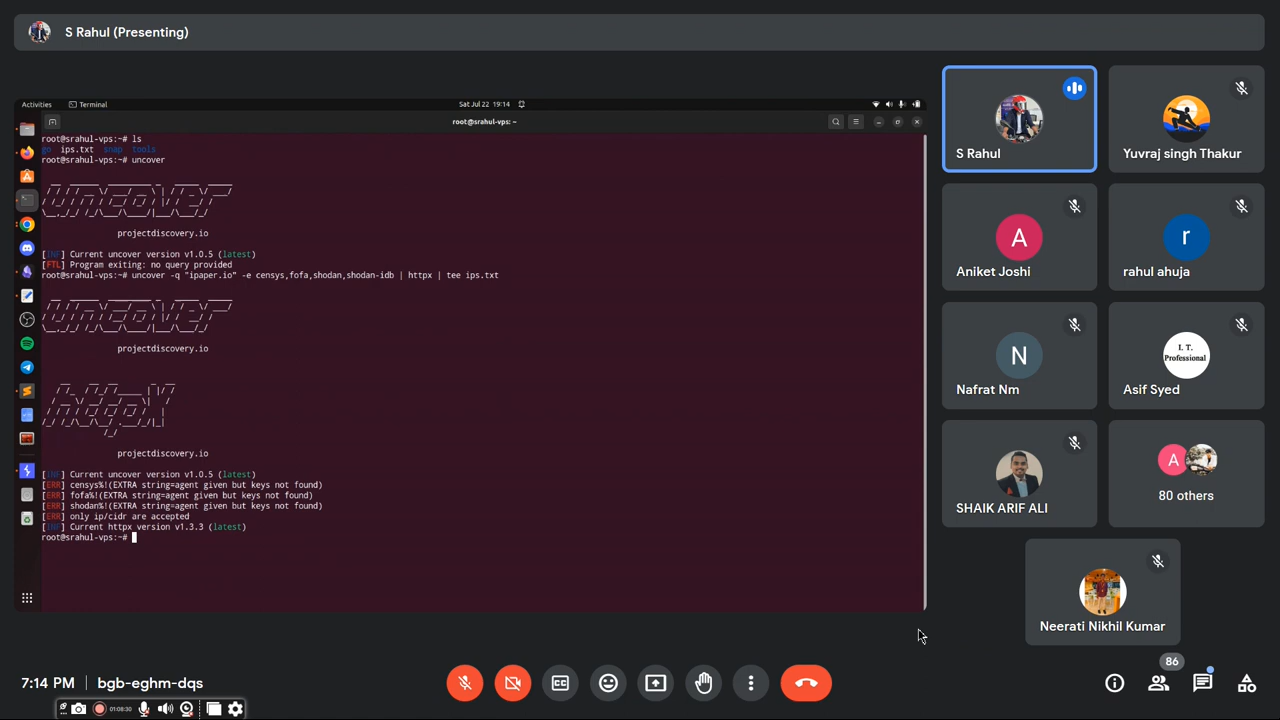 S Rahul (Presenting)
Activities
Terminal
Sat Jul 22 19:14
root@srahul-vps: ~
root@srahul-vps:~# ls
go ips.txt snap tools
root@srahul-vps:~# uncover
projectdiscovery.io
[INF] Current uncover version v1.0.5 (latest)
[FTL] Program exiting: no query provided
root@srahul-vps:~# uncover -q "ipaper.io" -e censys,fofa,shodan,shodan-idb | httpx | tee ips.txt
projectdiscovery.io
projectdiscovery.io
[INF] Current uncover version v1.0.5 (latest)
[ERR] censys%!(EXTRA string=agent given but keys not found)
[ERR] fofa%!(EXTRA string=agent given but keys not found)
[ERR] shodan%!(EXTRA string=agent given but keys not found)
[ERR] only ip/cidr are accepted
[INF] Current httpx version v1.3.3 (latest)
root@srahul-vps:~#
S Rahul
Yuvraj singh Thakur
A
Aniket Joshi
r
rahul ahuja
N
Nafrat Nm
I. T.
Professional
Asif Syed
SHAIK ARIF ALI
A
80 others
Neerati Nikhil Kumar
7:14 PM
bgb-eghm-dqs
86
01:08:30